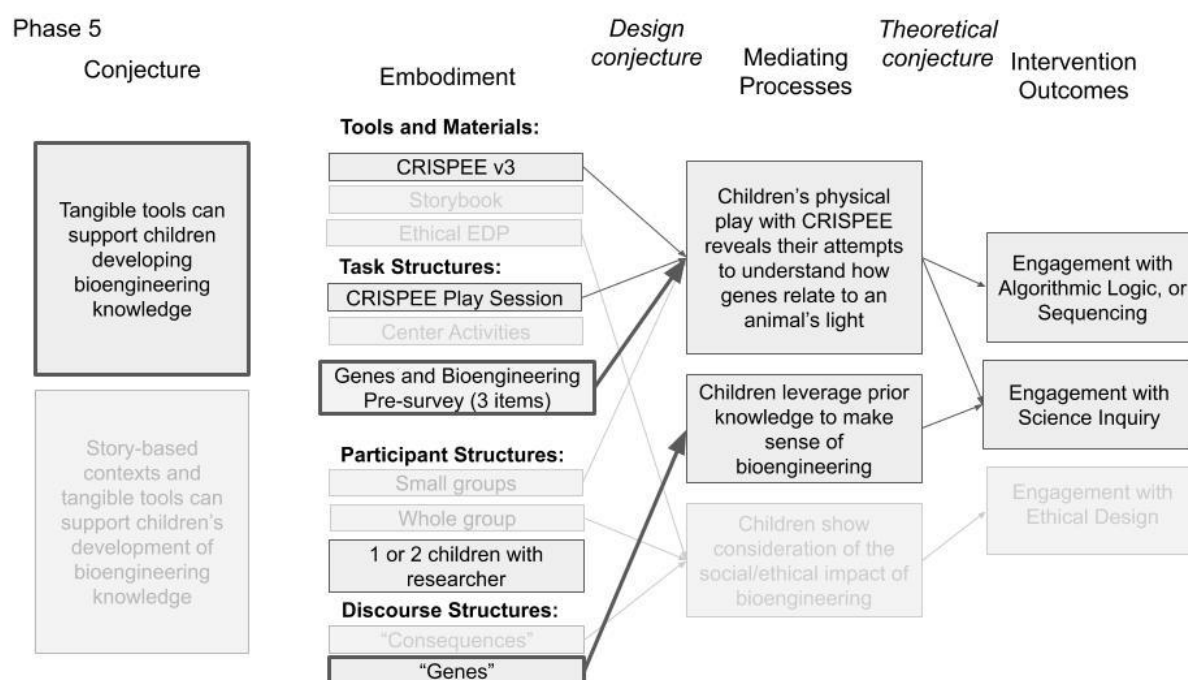 Phase 5
Conjecture
Tangible tools can
support children
developing
bioengineering
knowledge
Story-based
contexts and
tangible tools can
support children's
development of
bioengineering
knowledge
Embodiment
Tools and Materials:
CRISPEE v3
Storybook
Ethical EDP
Task Structures:
CRISPEE Play Session
Center Activities
Genes and Bioengineering
Pre-survey (3 items)
Participant Structures:
Small groups
Whole group
1 or 2 children with
researcher
Discourse Structures:
“Consequences”
“Genes”
Design
conjecture
Mediating
Processes
Children’s physical
play with CRISPEE
reveals their attempts
to understand how
genes relate to an
animal’s light
Children leverage prior
knowledge to make
sense of
bioengineering
Children show
consideration of the
social/ethical impact of
bioengineering
Theoretical
conjecture
Intervention
Outcomes
Engagement with
Algorithmic Logic, or
Sequencing
Engagement with
Science Inquiry
Engagement with
Ethical Design